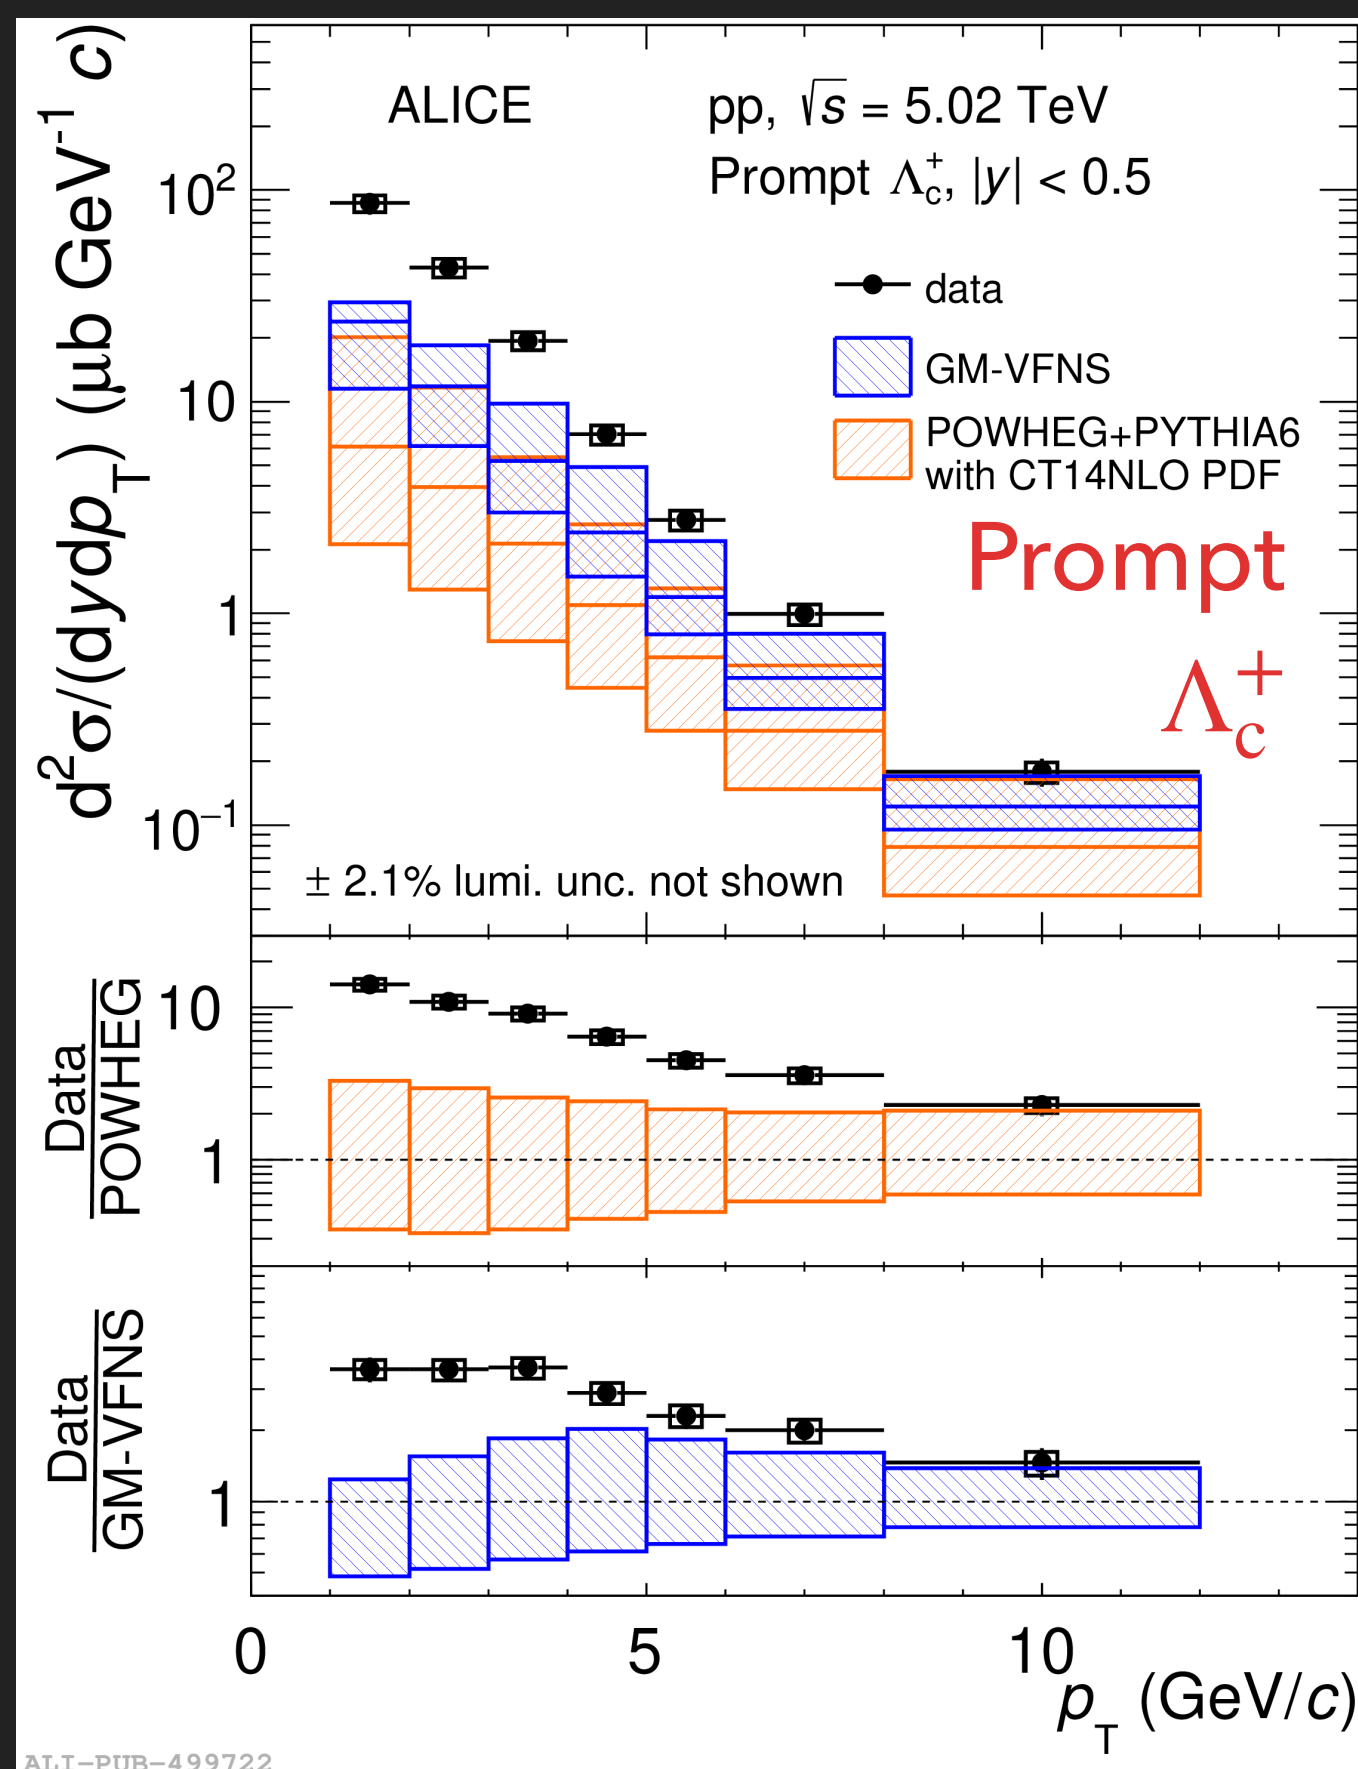 ALICE
pp, √s = 5.02 TeV
Prompt Λc+, |y| < 0.5
data
GM-VFNS
POWHEG+PYTHIA6
with CT14NLO PDF
Prompt
Λc+
± 2.1% lumi. unc. not shown
d²σ/(dydpT) (μb GeV⁻¹ c)
10²
10
1
10⁻¹
Data
POWHEG
10
1
Data
GM-VFNS
1
0 5 10
pT (GeV/c)
ALI-PUB-499722